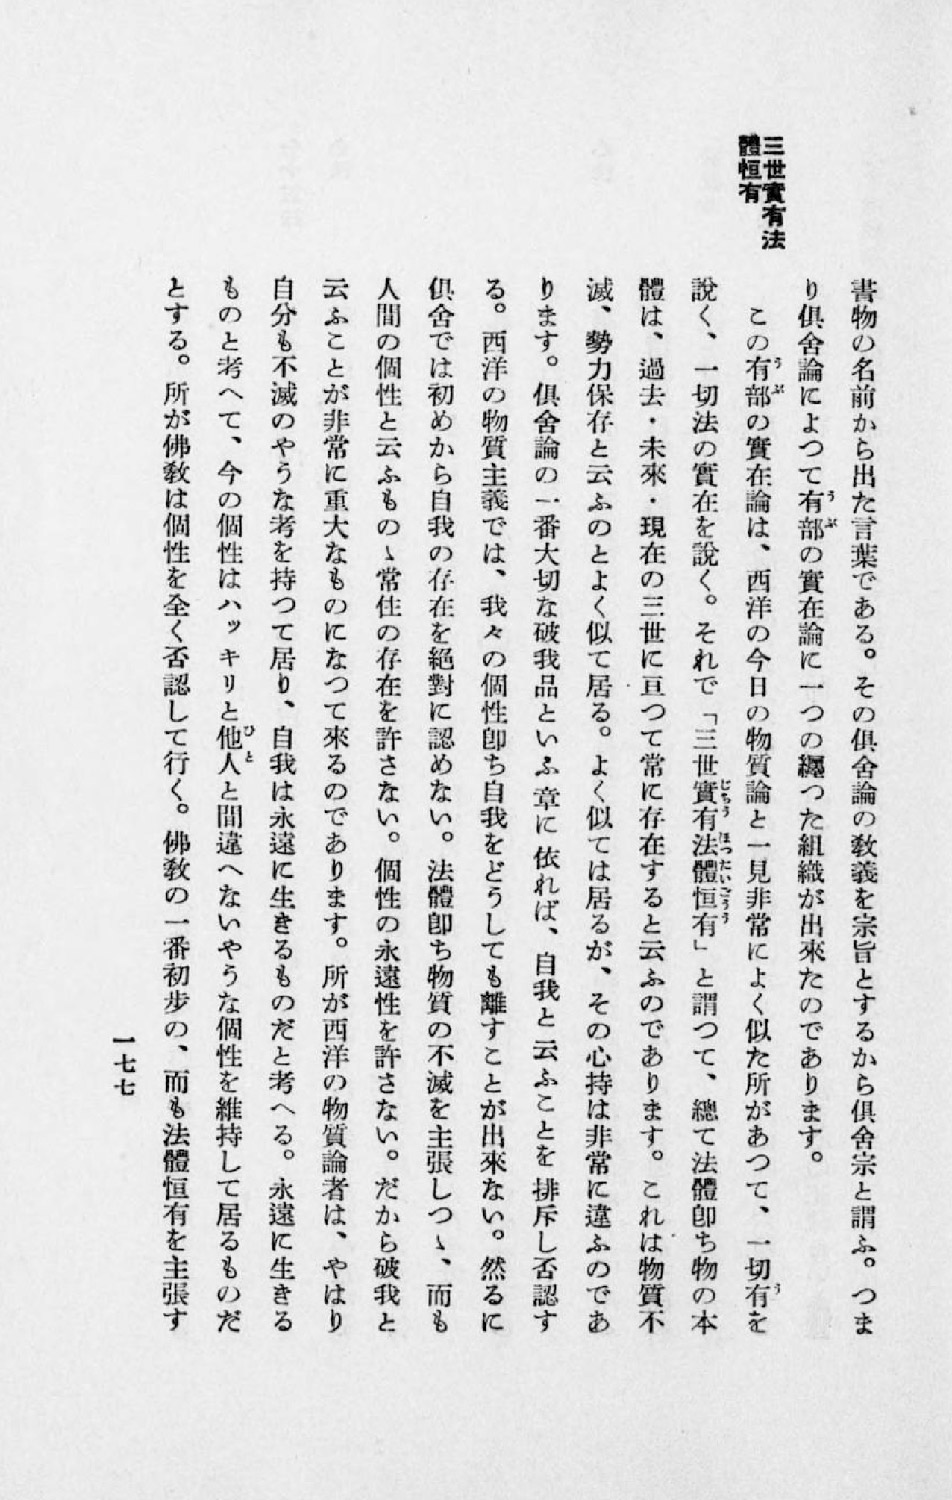 三世實有法
體恒有
書物の名前から出た言葉である。その俱舍論の敎義を宗旨とするから俱舍宗と謂ふ。つま
り俱舍論によつて有部の實在論に一つの纒つた組織が出來たのであります。
この有部の實在論は、西洋の今日の物質論と一見非常によく似た所があつて、一切有を
說く、一切法の實在を說く。それで「三世實有法體恒有」と謂つて、總て法體卽ち物の本
體は、過去・未來・現在の三世に亘つて常に存在すると云ふのであります。これは物質不
滅、勢力保存と云ふのとよく似て居る。よく似ては居るが、その心持は非常に違ふのであ
ります。俱舍論の一番大切な破我品といふ章に依れば、自我と云ふことを排斥し否認す
る。西洋の物質主義では、我々の個性卽ち自我をどうしても離すことが出來ない。然るに
俱舍では初めから自我の存在を絕對に認めない。法體卽ち物質の不滅を主張しつゝ、而も
人間の個性と云ふものゝ常住の存在を許さない。個性の永遠性を許さない。だから破我と
云ふことが非常に重大なものになつて來るのであります。所が西洋の物質論者は、やはり
自分も不滅のやうな考を持つて居り、自我は永遠に生きるものだと考へる。永遠に生きる
ものと考へて、今の個性はハッキリと他人と間違へないやうな個性を維持して居るものだ
とする。所が佛敎は個性を全く否認して行く。佛敎の一番初步の、而も法體恒有を主張す
一七七